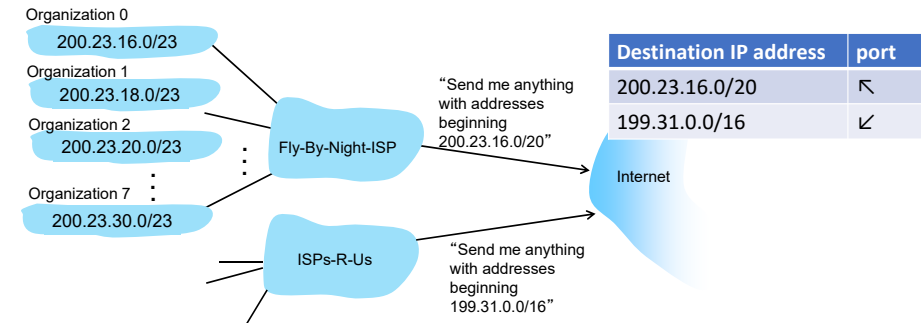 Organization 0
200.23.16.0/23
Organization 1
200.23.18.0/23
Organization 2
200.23.20.0/23
Organization 7
200.23.30.0/23
Fly-By-Night-ISP
“Send me anything
with addresses
beginning
200.23.16.0/20”
ISPs-R-Us
“Send me anything
with addresses
beginning
199.31.0.0/16”
Internet
Destination IP address port
200.23.16.0/20 ↖
199.31.0.0/16 ↙